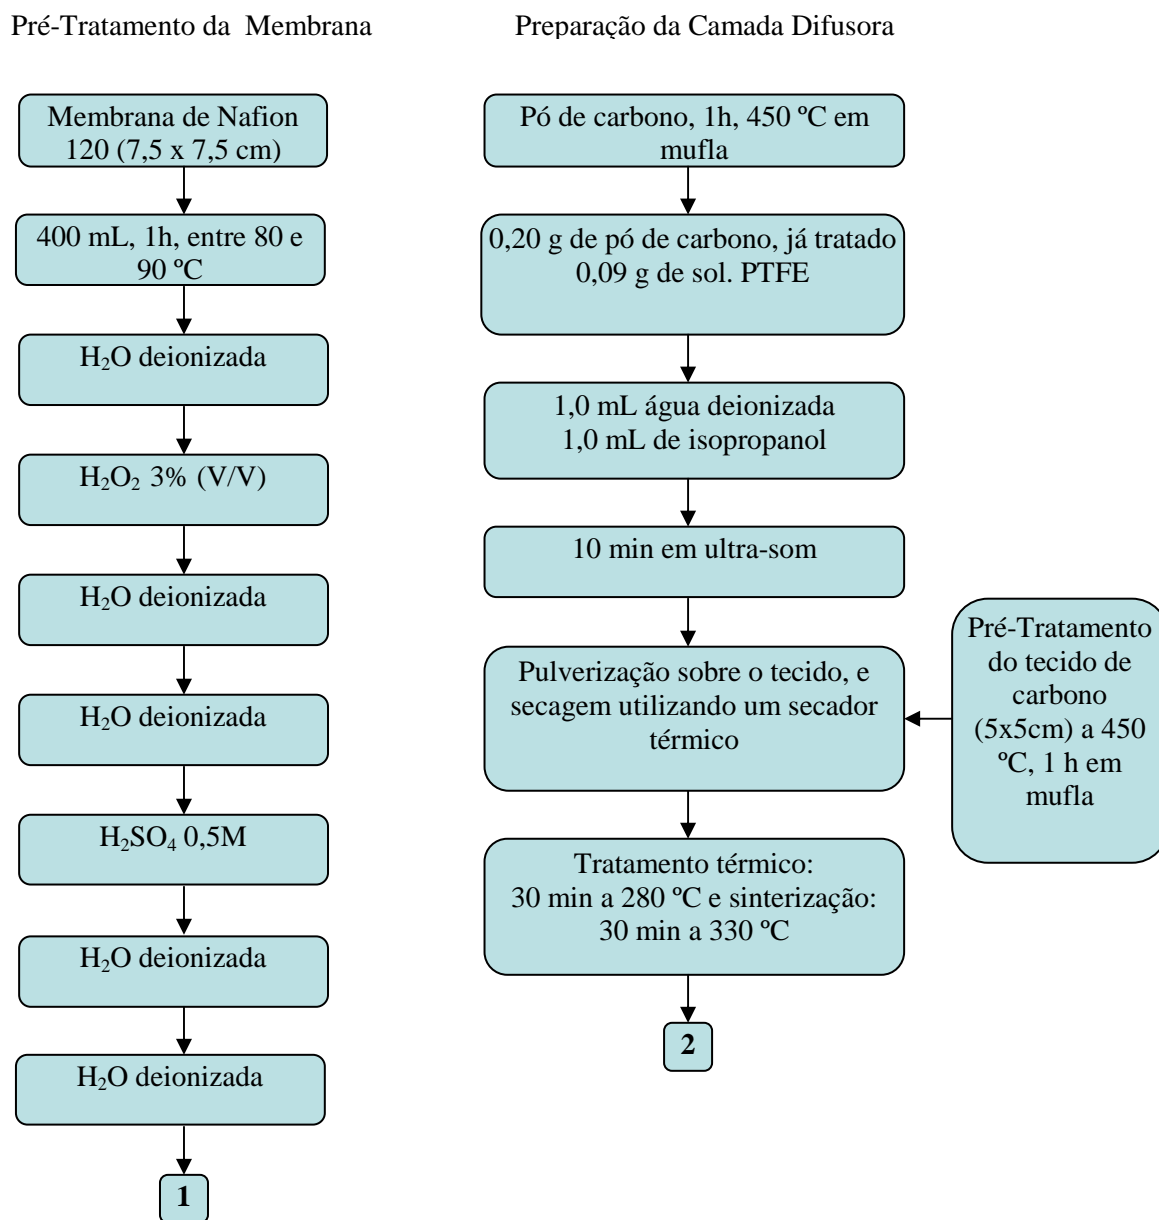 Pré-Tratamento da Membrana
Membrana de Nafion
120 (7,5 x 7,5 cm)
400 mL, 1h, entre 80 e
90 ºC
H₂O deionizada
H₂O₂ 3% (V/V)
H₂O deionizada
H₂O deionizada
H₂SO₄ 0,5M
H₂O deionizada
H₂O deionizada
1
Preparação da Camada Difusora
Pó de carbono, 1h, 450 ºC em
mufla
0,20 g de pó de carbono, já tratado
0,09 g de sol. PTFE
1,0 mL água deionizada
1,0 mL de isopropanol
10 min em ultra-som
Pulverização sobre o tecido, e
secagem utilizando um secador
térmico
Pré-Tratamento
do tecido de
carbono
(5x5cm) a 450
ºC, 1 h em
mufla
Tratamento térmico:
30 min a 280 ºC e sinterização:
30 min a 330 ºC
2